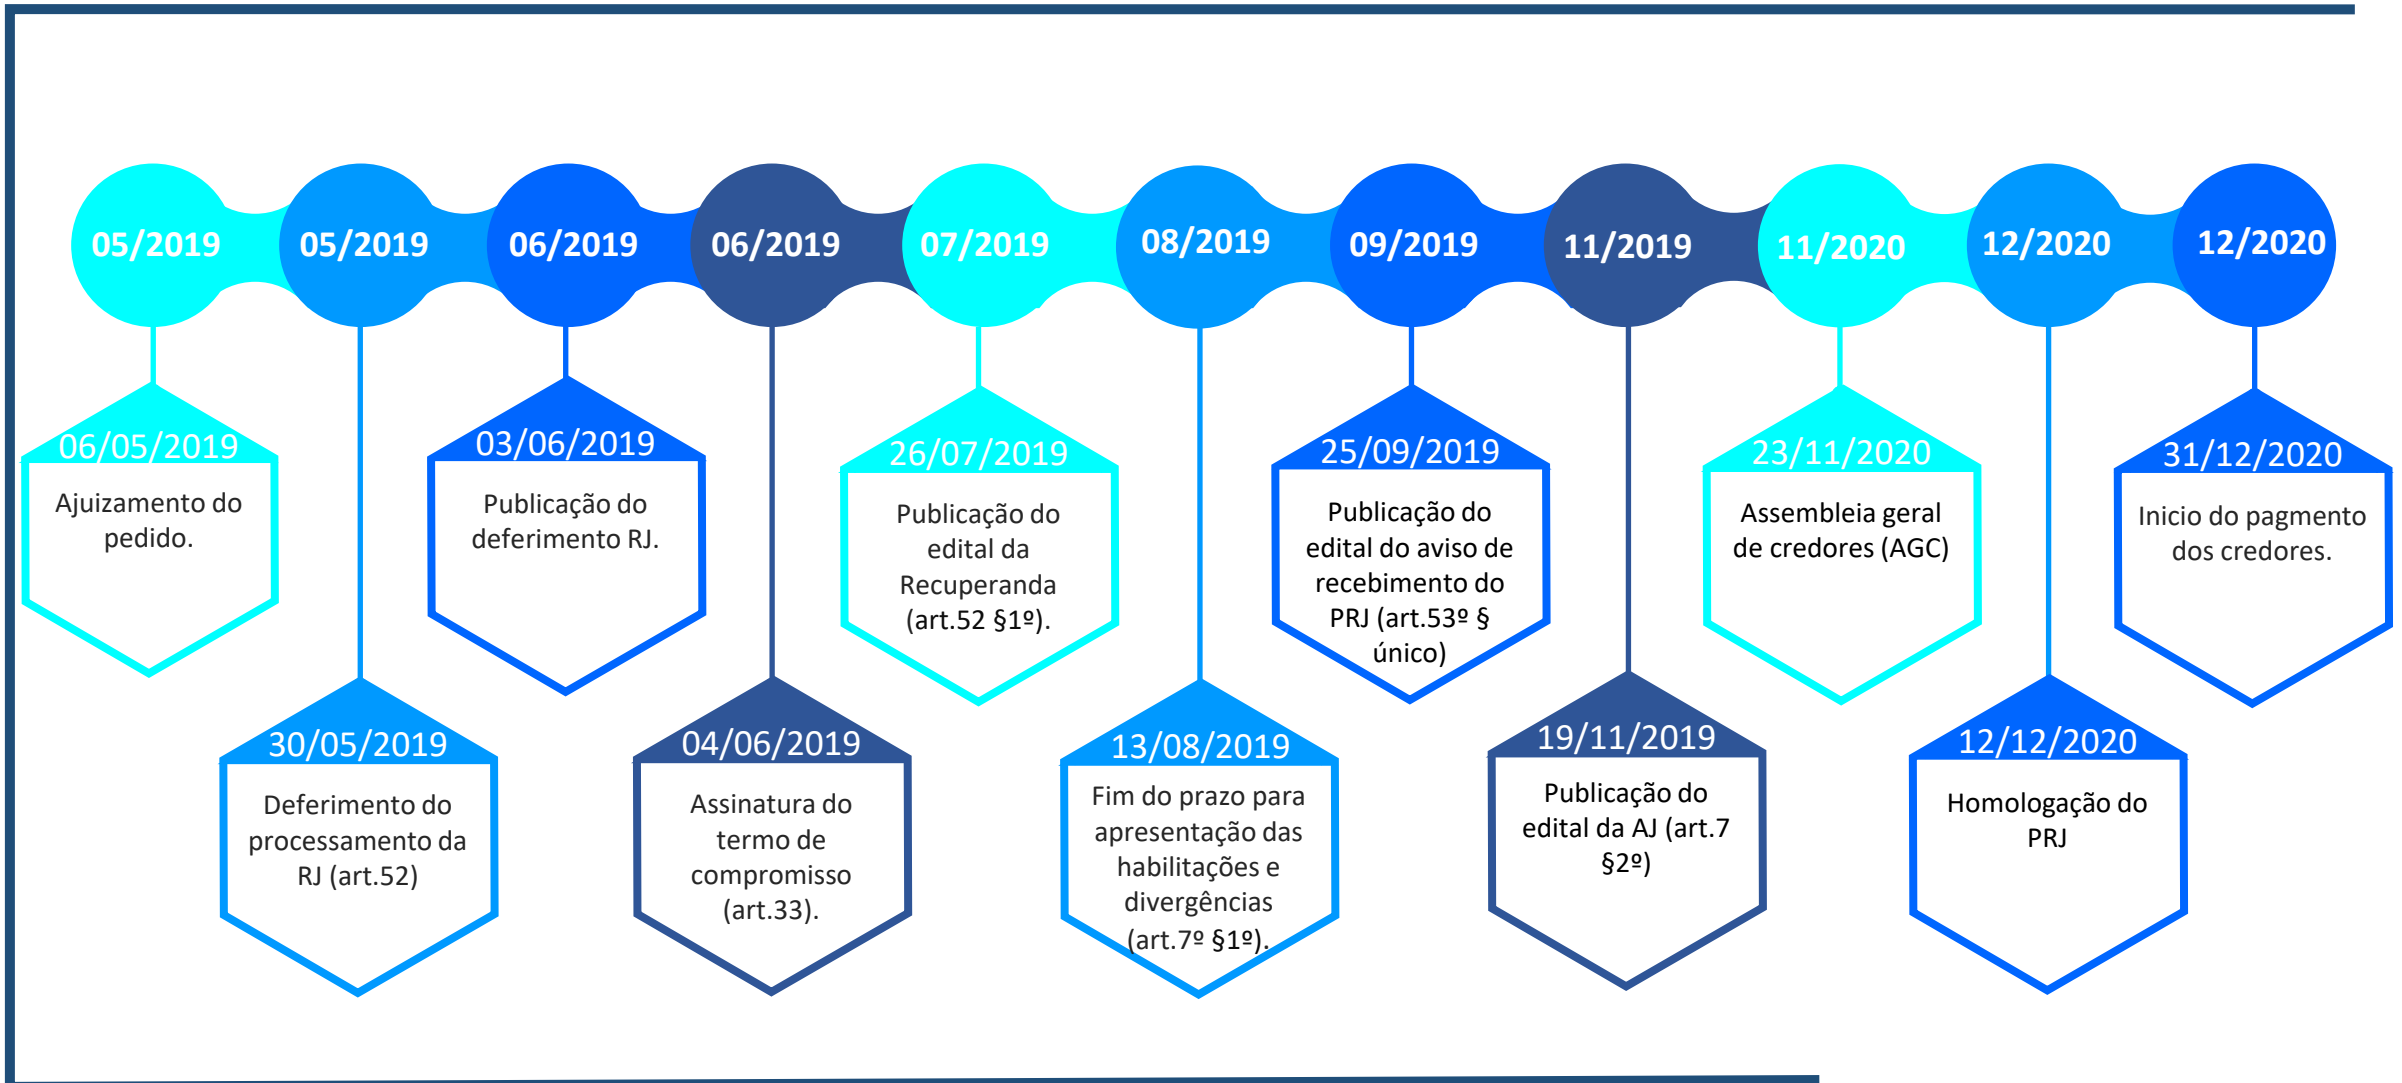 05/2019
05/2019
06/2019
06/2019
07/2019
08/2019
09/2019
11/2019
11/2020
12/2020
12/2020
06/05/2019
Ajuizamento do
pedido.
30/05/2019
Deferimento do
processamento da
RJ (art.52)
03/06/2019
Publicação do
deferimento RJ.
04/06/2019
Assinatura do
termo de
compromisso
(art.33).
26/07/2019
Publicação do
edital da
Recuperanda
(art.52 §1º).
13/08/2019
Fim do prazo para
apresentação das
habilitações e
divergências
(art.7º §1º).
25/09/2019
Publicação do
edital do aviso de
recebimento do
PRJ (art.53º §
único)
19/11/2019
Publicação do
edital da AJ (art.7
§2º)
23/11/2020
Assembleia geral
de credores (AGC)
12/12/2020
Homologação do
PRJ
31/12/2020
Inicio do pagmento
dos credores.